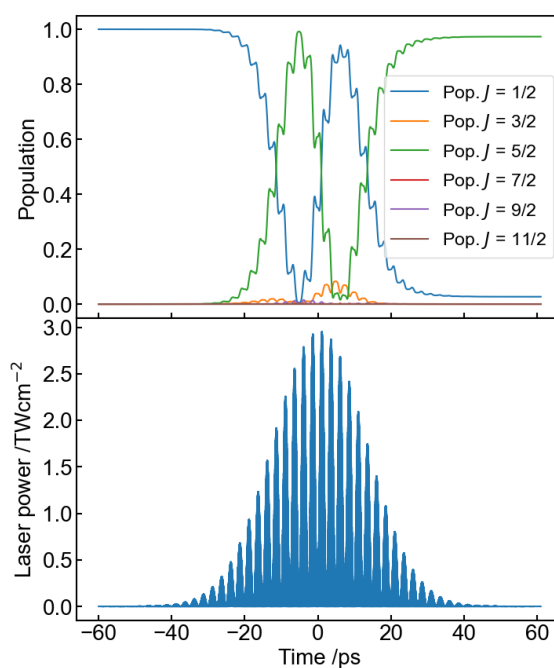 1.0
0.8
0.6
0.4
0.2
0.0
Population
Pop. J = 1/2
Pop. J = 3/2
Pop. J = 5/2
Pop. J = 7/2
Pop. J = 9/2
Pop. J = 11/2
3.0
2.5
2.0
1.5
1.0
0.5
0.0
Laser power /TWcm⁻²
−60 −40 −20 0 20 40 60
Time /ps